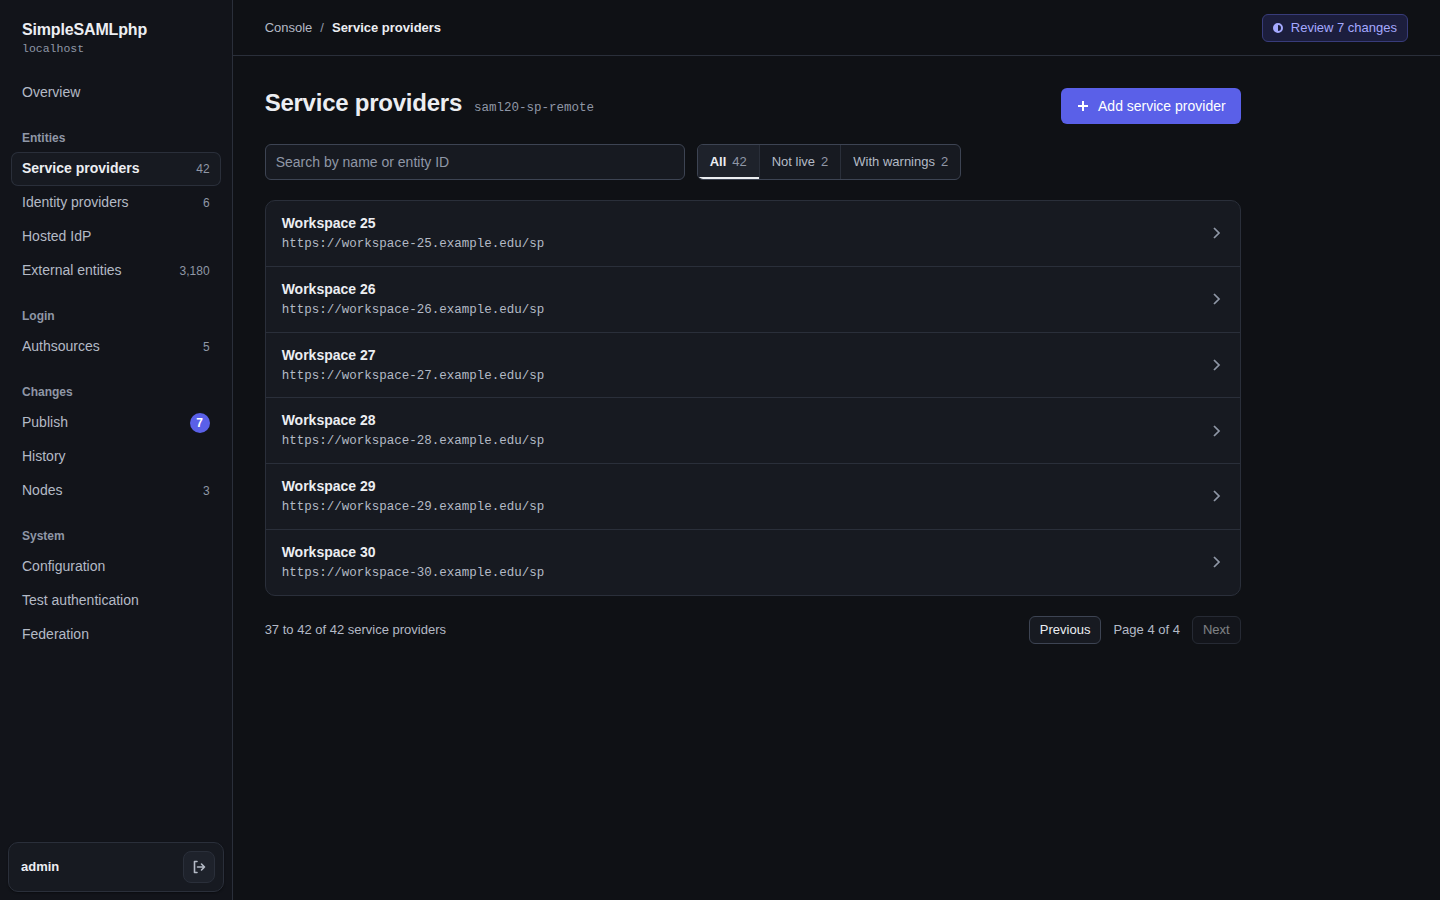 SimpleSAMLphp
localhost
Overview
Entities
Service providers 42
Identity providers 6
Hosted IdP
External entities 3,180
Login
Authsources 5
Changes
Publish 7
History
Nodes 3
System
Configuration
Test authentication
Federation
admin
Console / Service providers
Review 7 changes
Service providers saml20-sp-remote
Add service provider
Search by name or entity ID
All 42 Not live 2 With warnings 2
Workspace 25
https://workspace-25.example.edu/sp
Workspace 26
https://workspace-26.example.edu/sp
Workspace 27
https://workspace-27.example.edu/sp
Workspace 28
https://workspace-28.example.edu/sp
Workspace 29
https://workspace-29.example.edu/sp
Workspace 30
https://workspace-30.example.edu/sp
37 to 42 of 42 service providers
Previous Page 4 of 4 Next